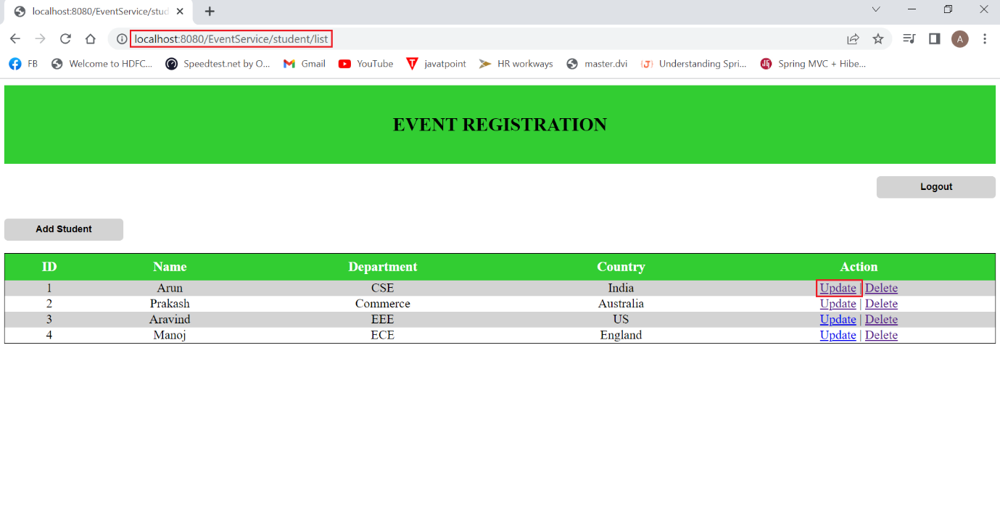 localhost:8080/EventService/stud
localhost:8080/EventService/student/list
A
FB Welcome to HDFC... Speedtest.net by O... Gmail YouTube javatpoint HR workways master.dvi Understanding Spri... Spring MVC + Hibe...
EVENT REGISTRATION
Logout
Add Student
ID Name Department Country Action
1 Arun CSE India Update | Delete
2 Prakash Commerce Australia Update | Delete
3 Aravind EEE US Update | Delete
4 Manoj ECE England Update | Delete